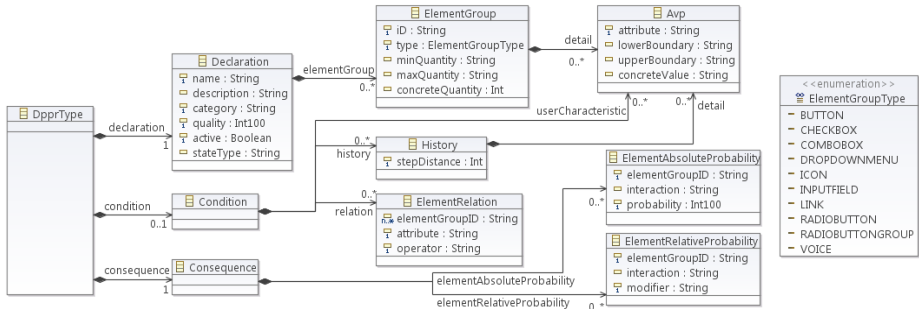 DpprType
declaration
1
condition
0..1
consequence
1
Declaration
name : String
description : String
category : String
quality : Int100
active : Boolean
stateType : String
Condition
Consequence
elementGroup
0..*
ElementGroup
iD : String
type : ElementGroupType
minQuantity : String
maxQuantity : String
concreteQuantity : Int
detail
0..*
Avp
attribute : String
lowerBoundary : String
upperBoundary : String
concreteValue : String
userCharacteristic
0..*
0..*
detail
0..*
history
History
stepDistance : Int
0..*
relation
ElementRelation
elementGroupID : String
attribute : String
operator : String
ElementAbsoluteProbability
elementGroupID : String
interaction : String
probability : Int100
0..*
elementAbsoluteProbability
ElementRelativeProbability
elementGroupID : String
interaction : String
modifier : String
elementRelativeProbability
0..*
<<enumeration>>
ElementGroupType
BUTTON
CHECKBOX
COMBOBOX
DROPDOWNMENU
ICON
INPUTFIELD
LINK
RADIOBUTTON
RADIOBUTTONGROUP
VOICE